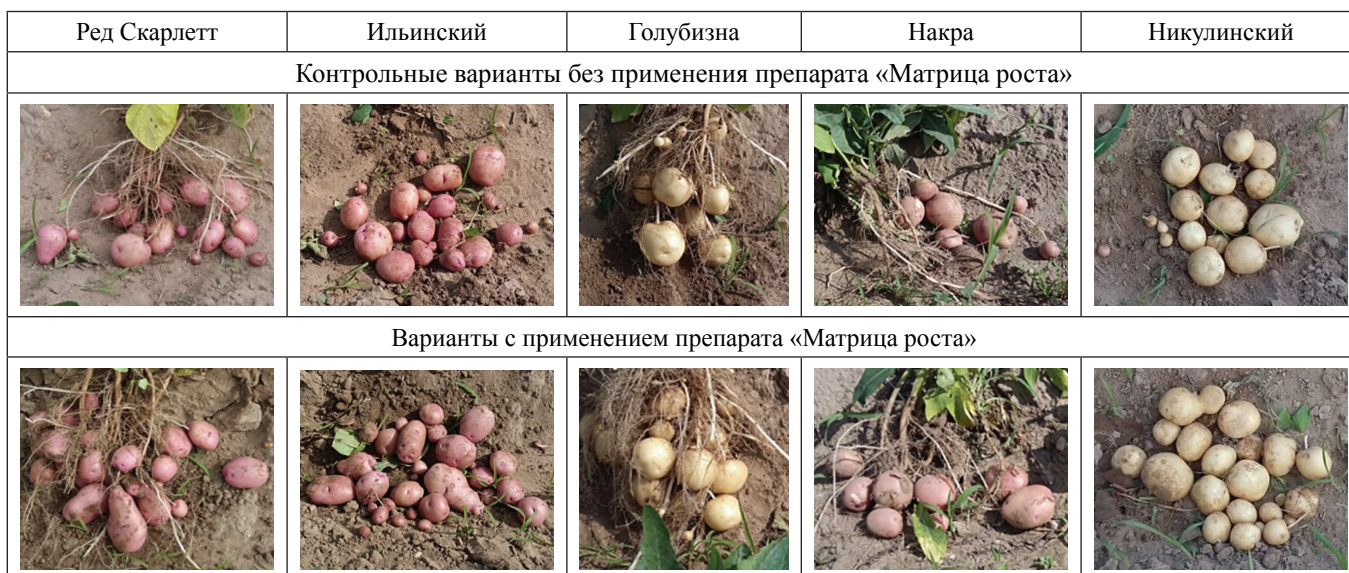 Ред Скарлетт
Ильинский
Голубизна
Накра
Никулинский
Контрольные варианты без применения препарата «Матрица роста»
Варианты с применением препарата «Матрица роста»